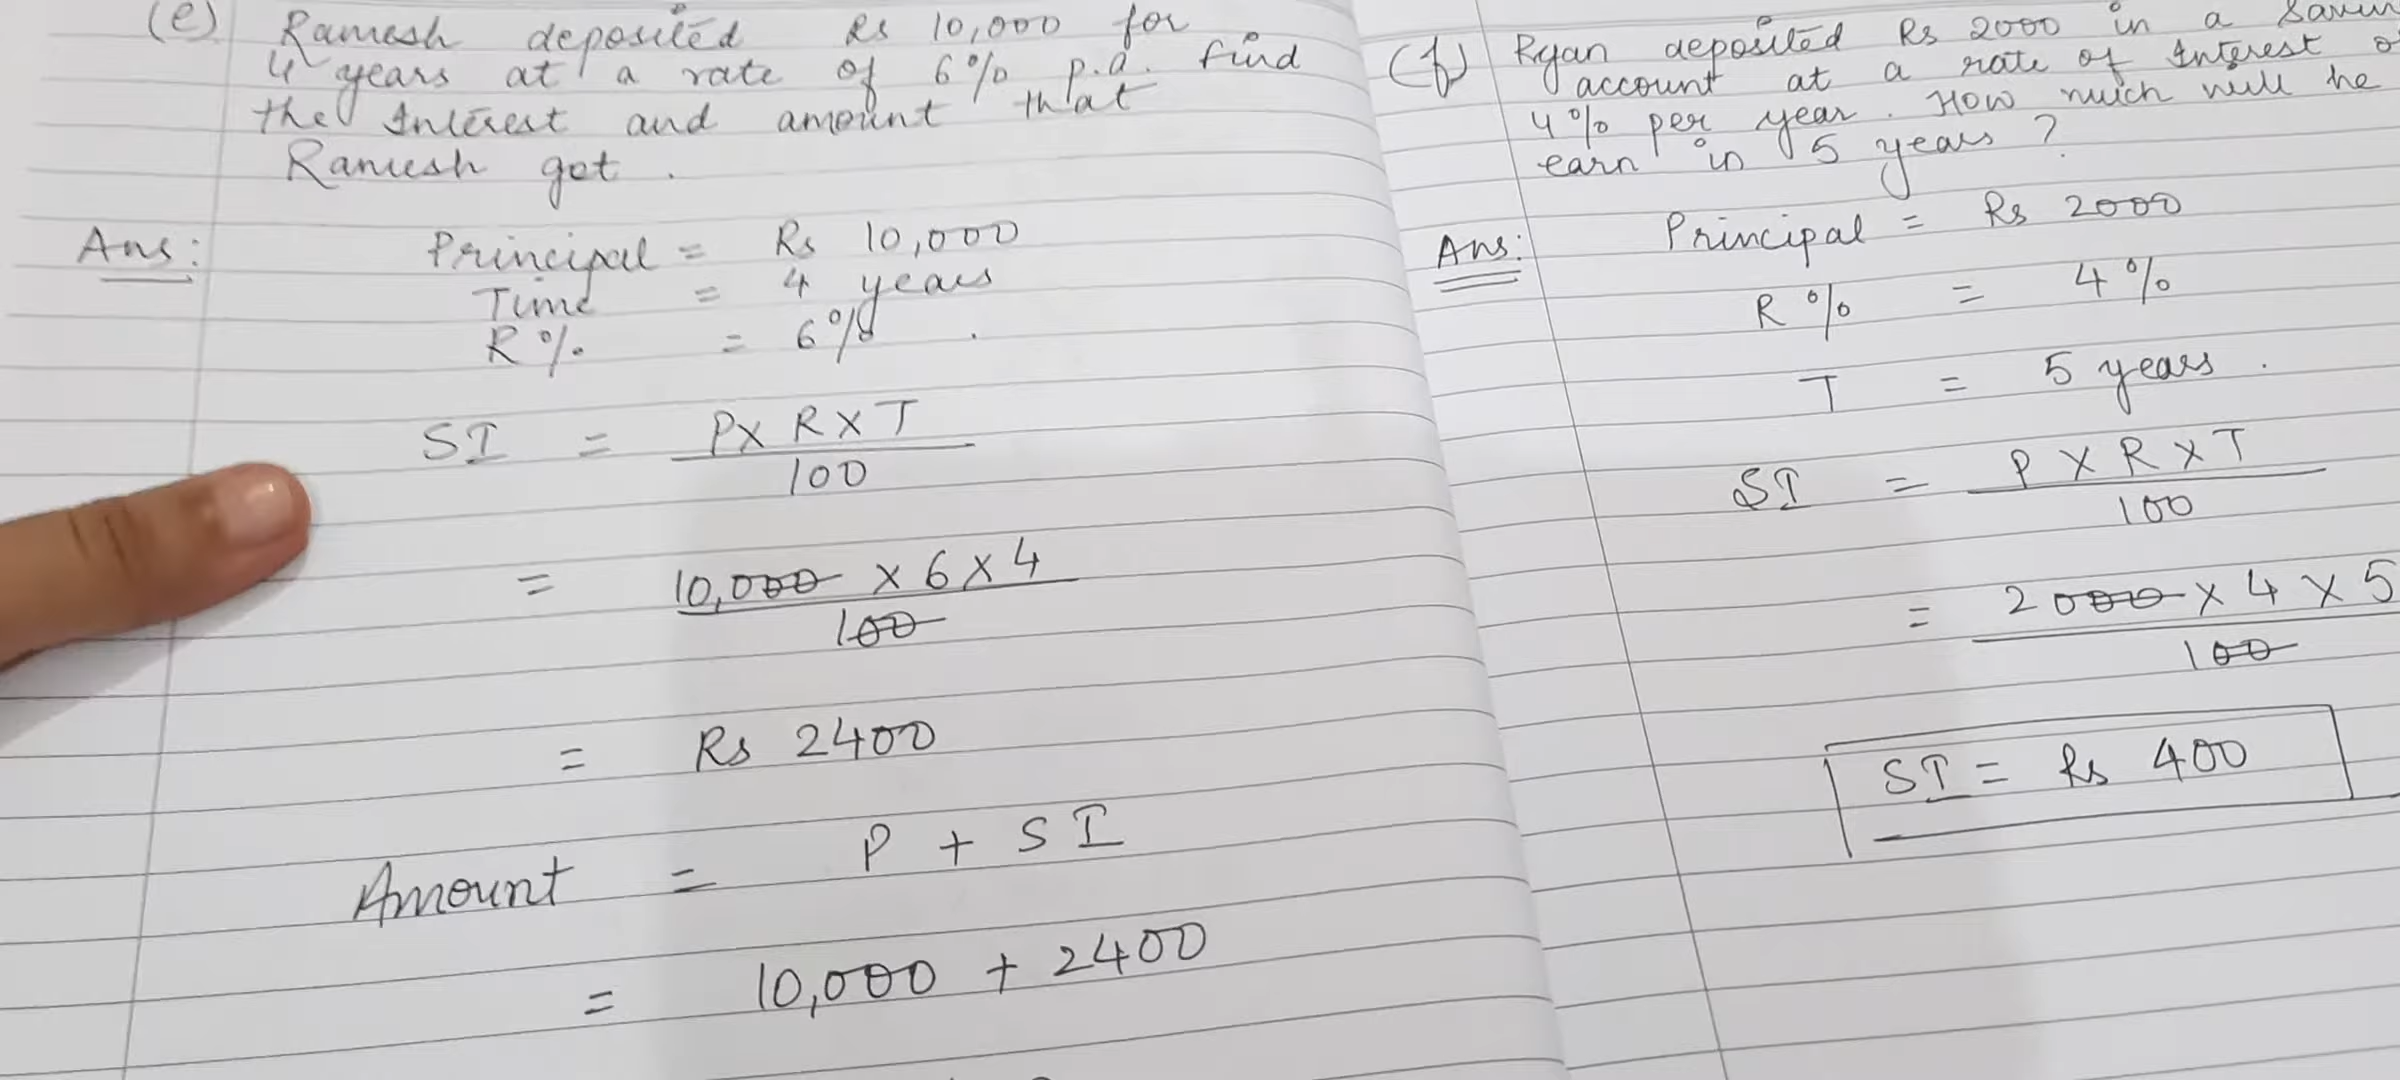 (e) Ramesh deposited Rs 10,000 for
4 years at a rate of 6% p.a. find
the Interest and amount that
Ramesh got .
Ans: Principal = Rs 10,000
Time = 4 years
R% = 6% .
SI = P X R X T
100
= 10,000 X 6 X 4
100
= Rs 2400
Amount = P + SI
= 10,000 + 2400
(f) Ryan deposited Rs 2000 in a
account at a rate of Interest
4% per year. How much will he
earn in 5 years ?
Ans: Principal = Rs 2000
R% = 4%
T = 5 years .
SI = P X R X T
100
= 2000 X 4 X 5
100
SI = Rs 400